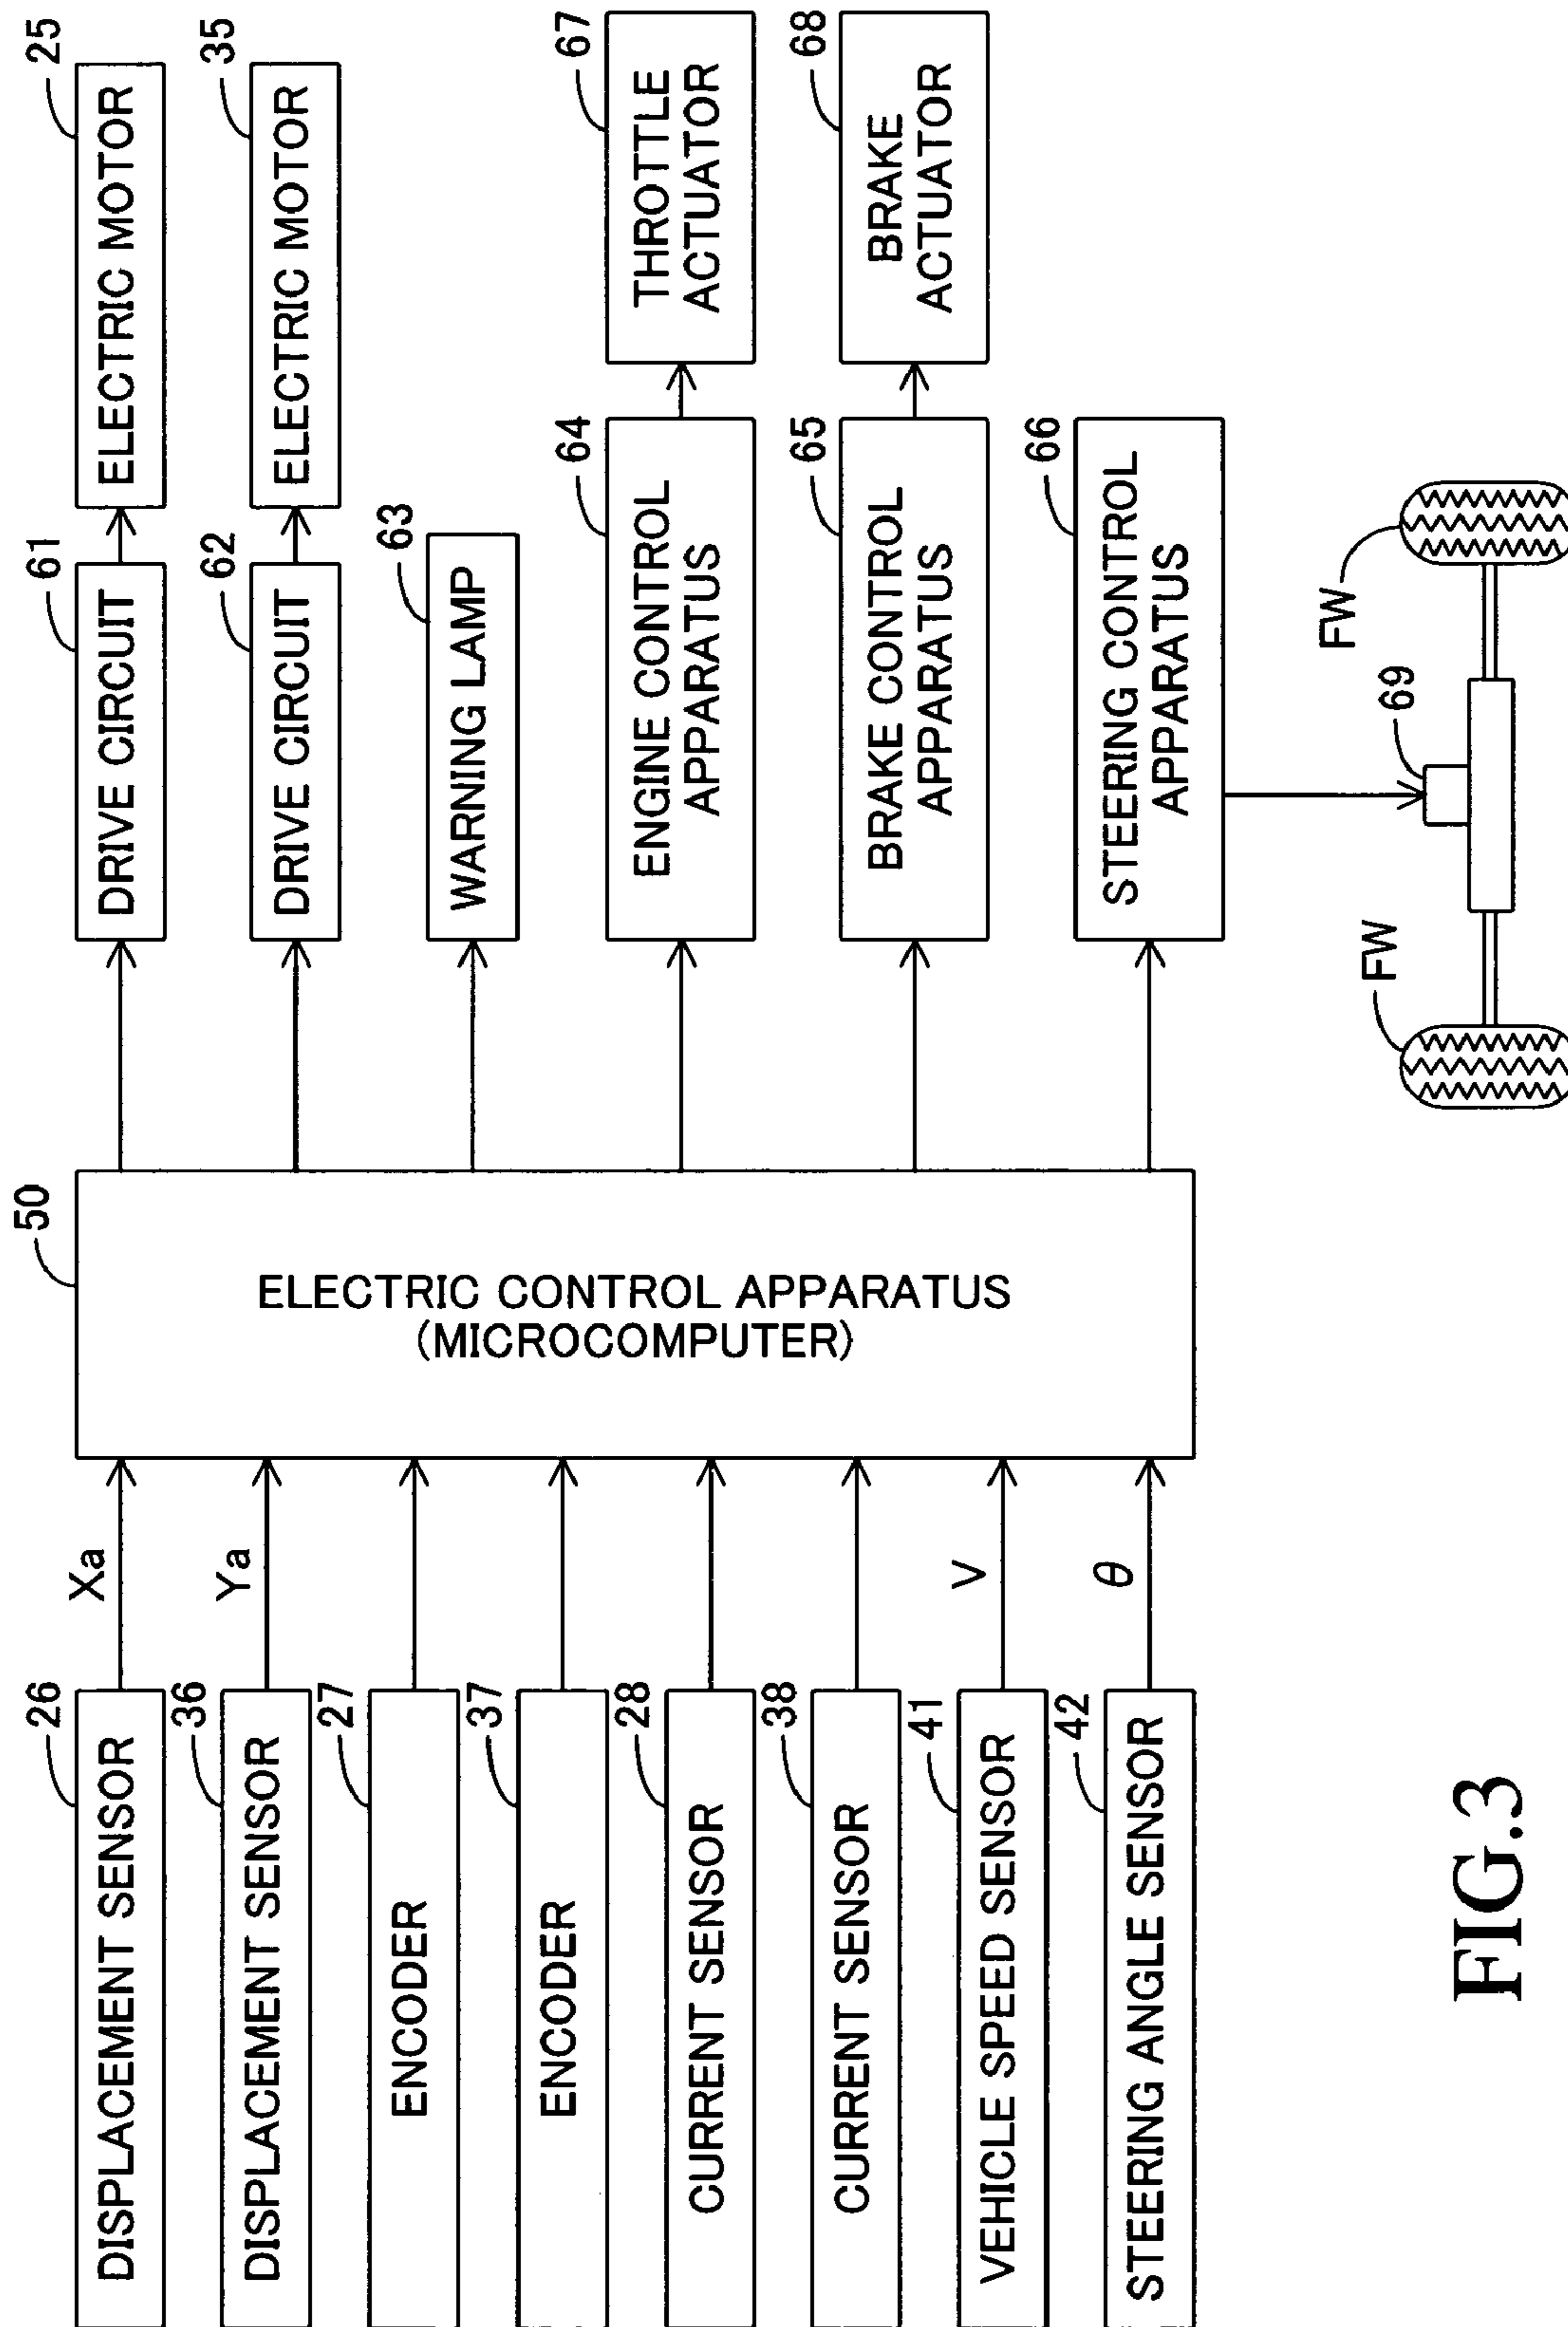 26
DISPLACEMENT SENSOR
Xa
36
DISPLACEMENT SENSOR
Ya
27
ENCODER
37
ENCODER
28
CURRENT SENSOR
38
CURRENT SENSOR
41
VEHICLE SPEED SENSOR
V
42
STEERING ANGLE SENSOR
θ
50
ELECTRIC CONTROL APPARATUS
(MICROCOMPUTER)
61
DRIVE CIRCUIT
25
ELECTRIC MOTOR
62
DRIVE CIRCUIT
35
ELECTRIC MOTOR
63
WARNING LAMP
64
ENGINE CONTROL
APPARATUS
67
THROTTLE
ACTUATOR
65
BRAKE CONTROL
APPARATUS
68
BRAKE
ACTUATOR
66
STEERING CONTROL
APPARATUS
FW
69
FW
FIG.3